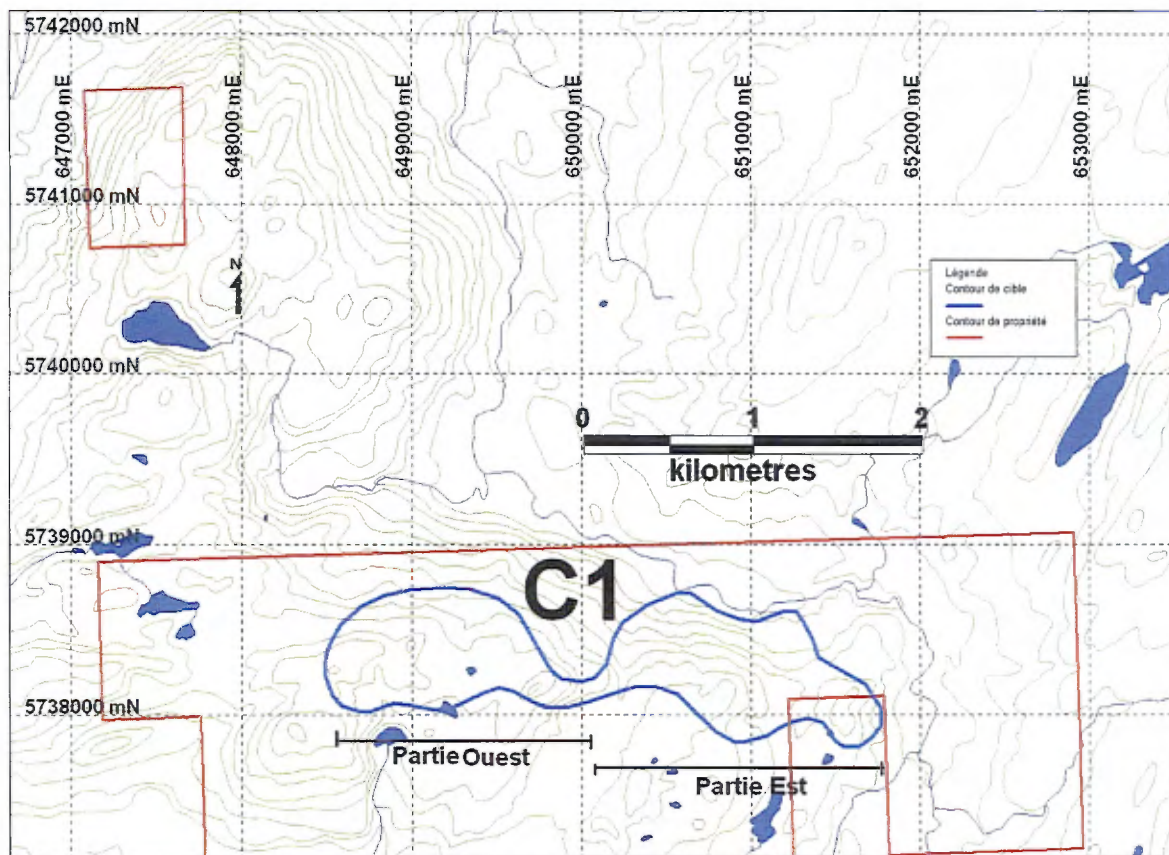 5742000 mN
647000 mE
648000 mE
649000 mE
650000 mE
651000 mE
652000 mE
653000 mE
5741000 mN
N
Légende
Contour de cible
Contour de propriété
5740000 mN
0 1 2
kilometres
5739000 mN
C1
5738000 mN
Partie Ouest
Partie Est